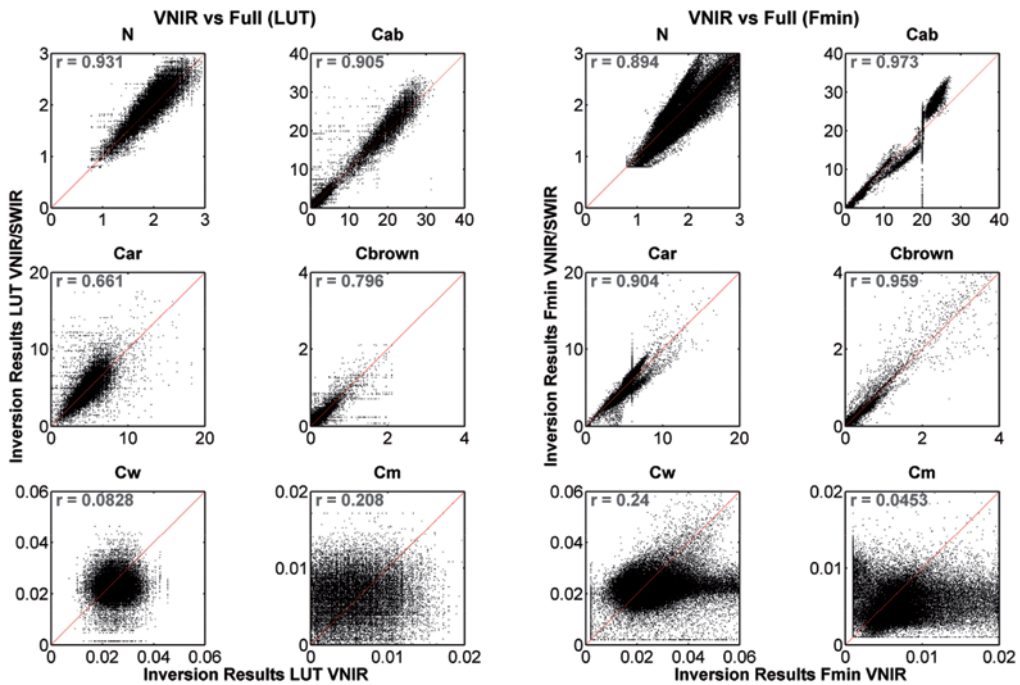 VNIR vs Full (LUT)
VNIR vs Full (Fmin)
Inversion Results LUT VNIR/SWIR
N
r = 0.931
3
2
1
0
0 1 2 3
Cab
r = 0.905
40
30
20
10
0
0 10 20 30 40
Car
r = 0.661
20
10
0
0 10 20
Cbrown
r = 0.796
4
2
0
0 2 4
Cw
r = 0.0828
0.06
0.04
0.02
0
0 0.02 0.04 0.06
Cm
r = 0.208
0.02
0.01
0
0 0.01 0.02
Inversion Results LUT VNIR
Inversion Results Fmin VNIR/SWIR
N
r = 0.894
3
2
1
0
0 1 2 3
Cab
r = 0.973
40
30
20
10
0
0 10 20 30 40
Car
r = 0.904
20
10
0
0 10 20
Cbrown
r = 0.959
4
2
0
0 2 4
Cw
r = 0.24
0.06
0.04
0.02
0
0 0.02 0.04 0.06
Cm
r = 0.0453
0.02
0.01
0
0 0.01 0.02
Inversion Results Fmin VNIR